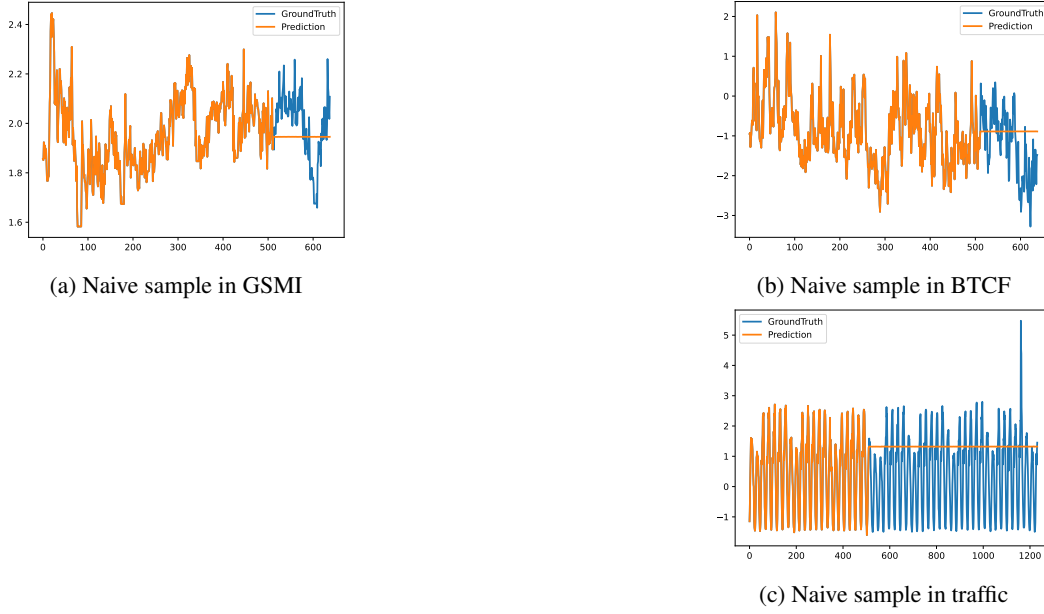 2.4
2.2
2.0
1.8
1.6
0 100 200 300 400 500 600
GroundTruth
Prediction
(a) Naive sample in GSMI
2
1
0
−1
−2
−3
0 100 200 300 400 500 600
GroundTruth
Prediction
(b) Naive sample in BTCF
GroundTruth
Prediction
5
4
3
2
1
0
−1
0 200 400 600 800 1000 1200
(c) Naive sample in traffic